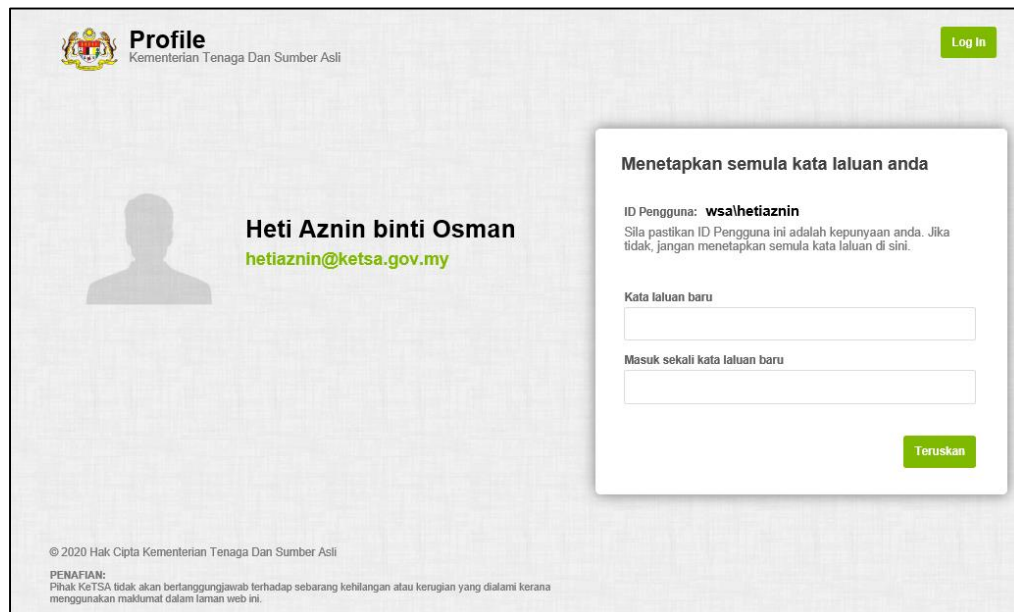 Profile
Kementerian Tenaga Dan Sumber Asli
Log In
Heti Aznin binti Osman
hetiaznin@ketsa.gov.my
Menetapkan semula kata laluan anda
ID Pengguna: wsa\hetiaznin
Sila pastikan ID Pengguna ini adalah kepunyaan anda. Jika
tidak, jangan menetapkan semula kata laluan di sini.
Kata laluan baru
Masuk sekali kata laluan baru
Teruskan
© 2020 Hak Cipta Kementerian Tenaga Dan Sumber Asli
PENAFIAN:
Pihak KeTSA tidak akan bertanggungjawab terhadap sebarang kehilangan atau kerugian yang dialami kerana
menggunakan maklumat dalam laman web ini.